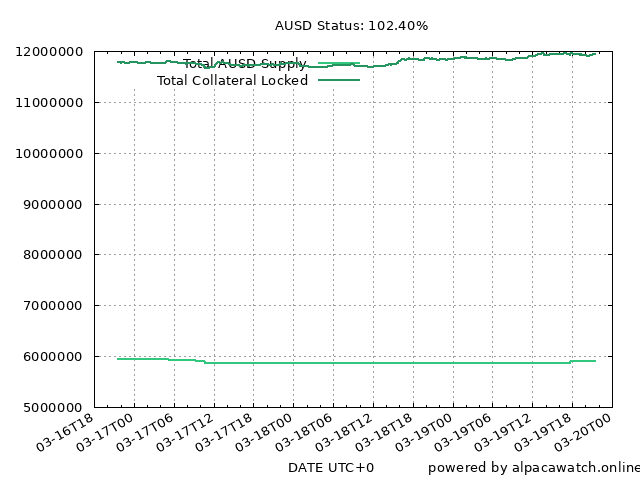 AUSD Status: 102.40%
12000000
Total AUSD Supply
Total Collateral Locked
11000000
10000000
9000000
8000000
7000000
6000000
5000000
03-16T18
03-17T00
03-17T06
03-17T12
03-17T18
03-18T00
03-18T06
03-18T12
03-18T18
03-19T00
03-19T06
03-19T12
03-19T18
03-20T00
DATE UTC+0
powered by alpacawatch.online